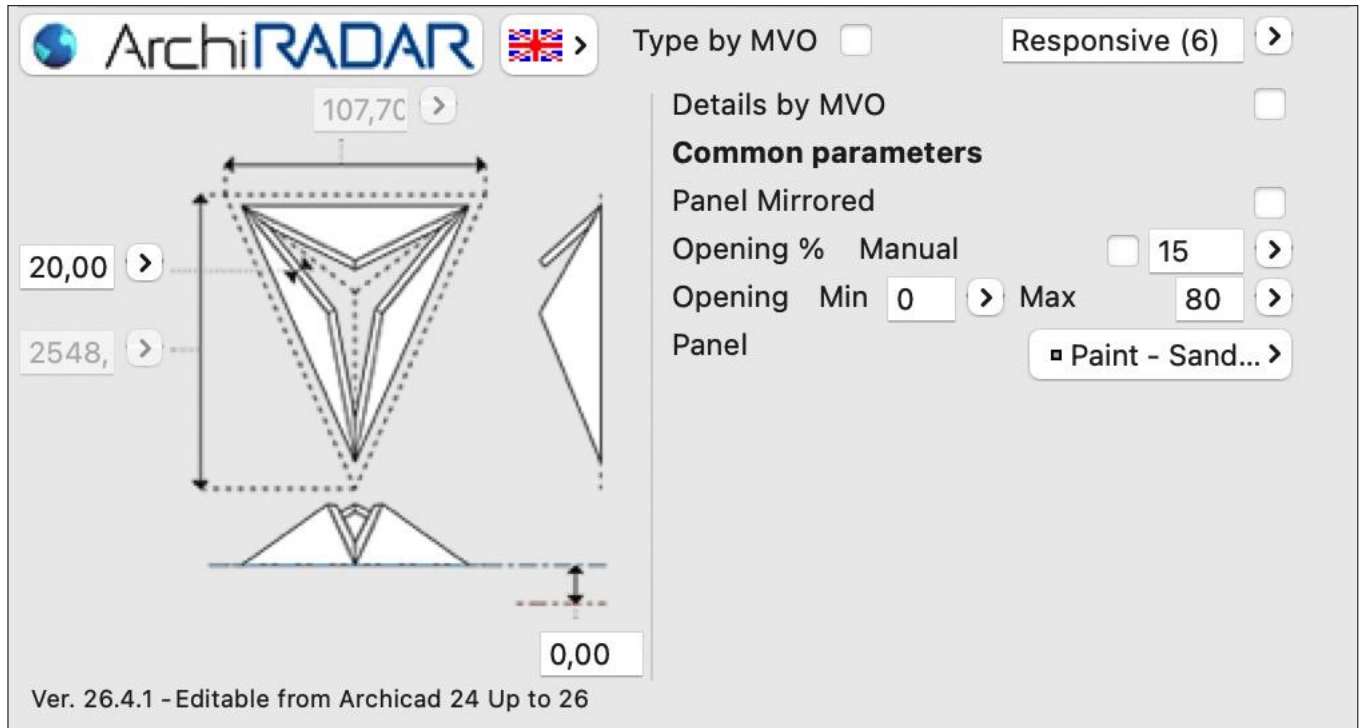 ArchiRADAR
Type by MVO
Responsive (6)
107,70
Details by MVO
Common parameters
Panel Mirrored
20,00
Opening % Manual 15
Opening Min 0 Max 80
2548,
Panel
Paint - Sand...
0,00
Ver. 26.4.1 - Editable from Archicad 24 Up to 26